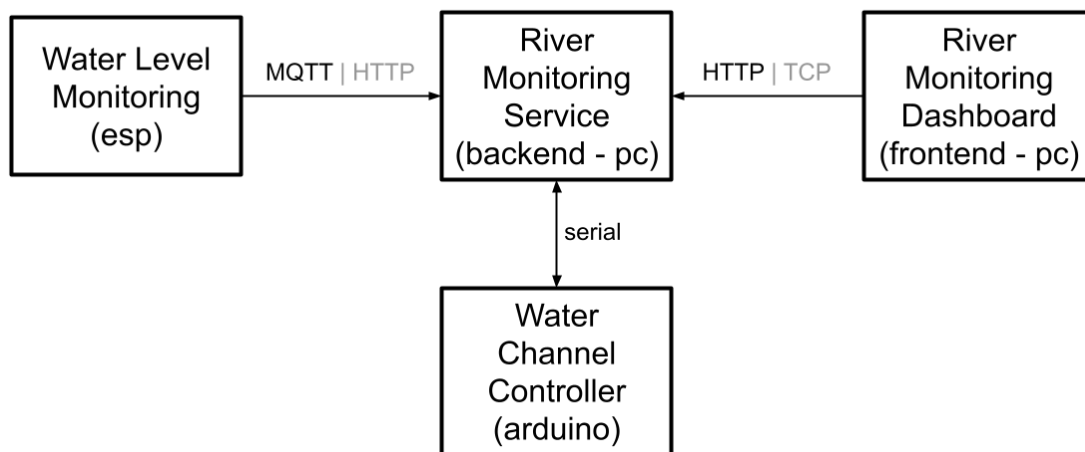 Water Level
Monitoring
(esp)
MQTT | HTTP
River
Monitoring
Service
(backend - pc)
HTTP | TCP
River
Monitoring
Dashboard
(frontend - pc)
serial
Water
Channel
Controller
(arduino)